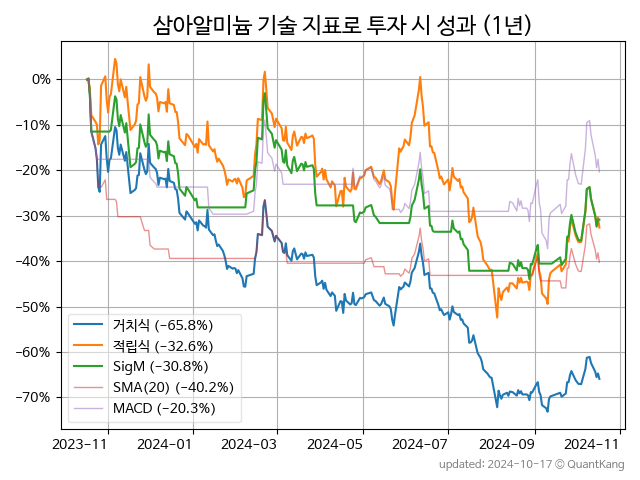 삼아알미늄 기술 지표로 투자 시 성과 (1년)
0%
−10%
−20%
−30%
−40%
−50%
−60%
−70%
거치식 (−65.8%)
적립식 (−32.6%)
SigM (−30.8%)
SMA(20) (−40.2%)
MACD (−20.3%)
2023−11 2024−01 2024−03 2024−05 2024−07 2024−09 2024−11
updated: 2024−10−17 © QuantKang